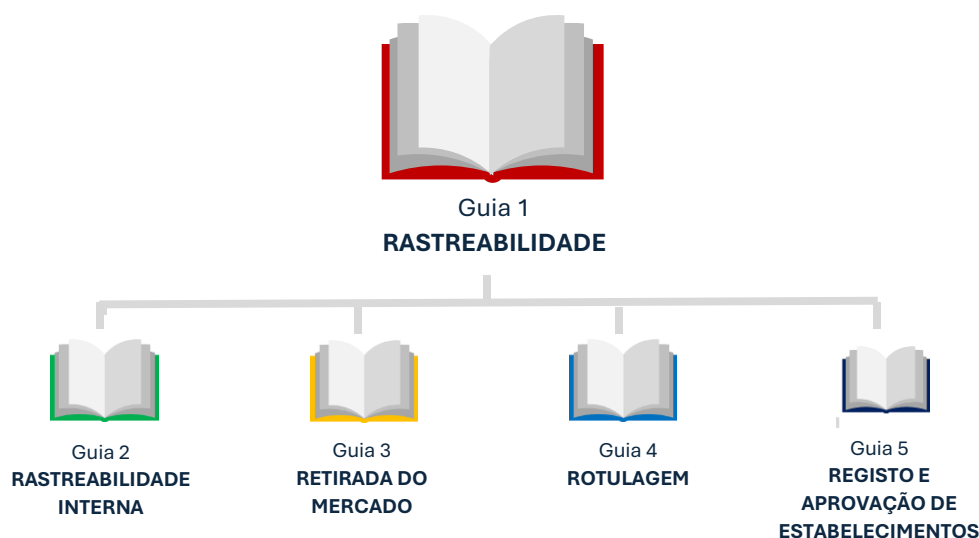 Guia 1
RASTREABILIDADE
Guia 2
RASTREABILIDADE
INTERNA
Guia 3
RETIRADA DO
MERCADO
Guia 4
ROTULAGEM
Guia 5
REGISTO E
APROVAÇÃO DE
ESTABELECIMENTOS